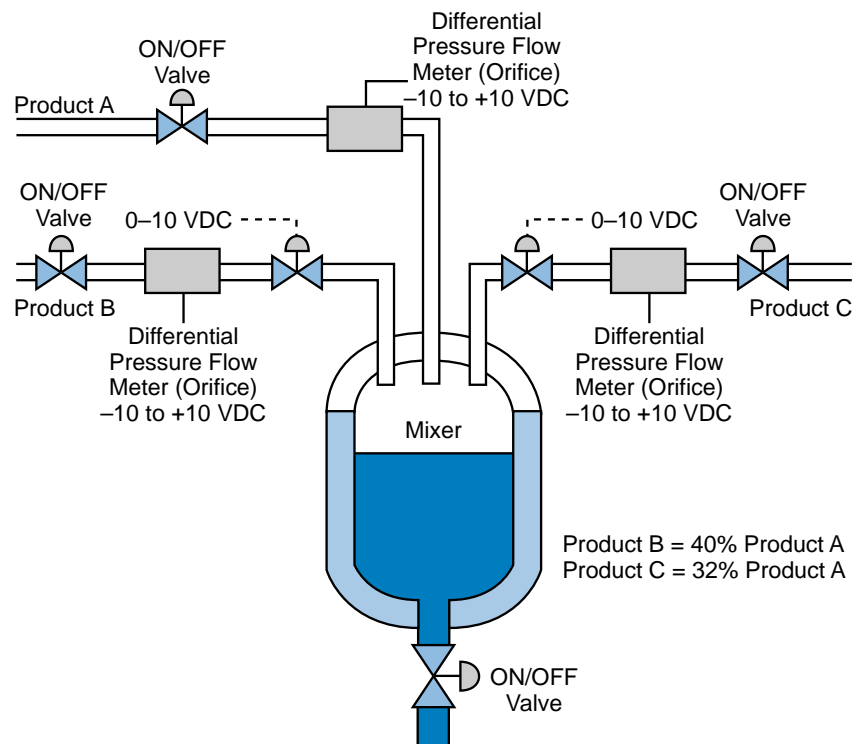 Differential
Pressure Flow
Meter (Orifice)
–10 to +10 VDC
ON/OFF
Valve
Product A
ON/OFF
Valve
0–10 VDC
0–10 VDC
ON/OFF
Valve
Product B
Product C
Differential
Pressure Flow
Meter (Orifice)
–10 to +10 VDC
Differential
Pressure Flow
Meter (Orifice)
–10 to +10 VDC
Mixer
Product B = 40% Product A
Product C = 32% Product A
ON/OFF
Valve